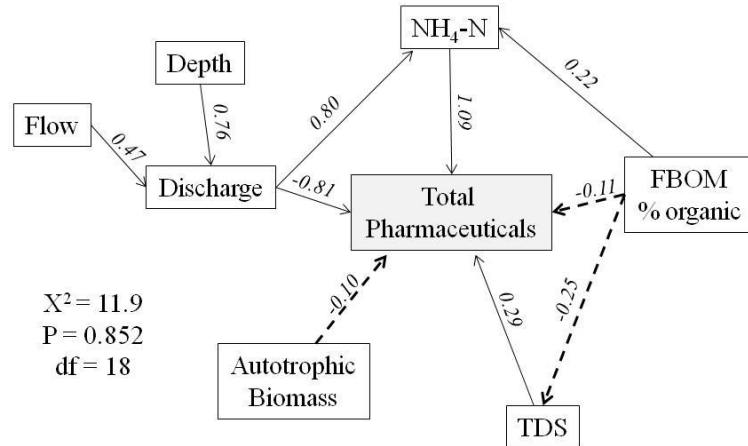 NH₄-N
Depth
0.22
0.80
1.09
0.76
Flow
0.47
Discharge
-0.81
Total
Pharmaceuticals
-0.11
FBOM
% organic
X² = 11.9
P = 0.852
df = 18
-0.10
0.29
-0.25
Autotrophic
Biomass
TDS